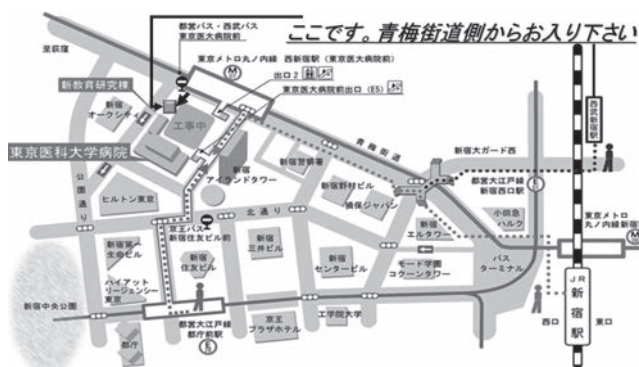 ここです。青梅街道側からお入り下さい
至荻窪
都営バス・西武バス
東京医大病院前
東京メトロ丸ノ内線 西新宿駅(東京医大病院前)
M
出口2
東京医大病院前出口(E5)
新教育研究棟
新宿
オークシティ
工事中
東京医科大学病院
新宿
アイランドタワー
新宿警察署
青梅街道
新宿大ガード西
西武新宿駅
公園通り
ヒルトン東京
新宿野村ビル
損保ジャパン
都営大江戸線
新宿西口駅
E
北通り
小田急
ハルク
東京メトロ
丸ノ内線新宿
M
京王バス
新宿住友ビル前
新宿第一
生命ビル
新宿
住友ビル
新宿
三井ビル
新宿
センタービル
新宿
エルタワー
モード学園
コクーンタワー
バス
ターミナル
ハイアット
リージェンシー
東京
新宿中央公園
都営大江戸線
都庁前駅
E
都庁
京王
プラザホテル
工学院大学
西口
JR新宿駅
東口